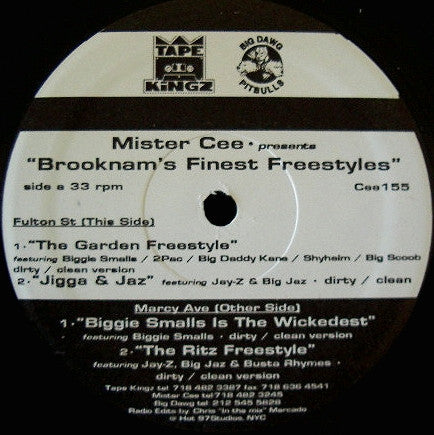 TAPE
KiNGZ
BIG DAWG
PITBULLS
Mister Cee • presents
"Brooknam's Finest Freestyles"
side a 33 rpm
Cee155
Fulton St (This Side)
1 • "The Garden Freestyle"
featuring Biggie Smalls / 2Pac / Big Daddy Kane / Shyheim / Big Scoob
dirty / clean version
2 • "Jigga & Jaz" featuring Jay-Z & Big Jaz • dirty / clean
Marcy Ave (Other Side)
1 • "Biggie Smalls Is The Wickedest"
featuring Biggie Smalls • dirty / clean version
2 • "The Ritz Freestyle"
featuring Jay-Z, Big Jaz & Busta Rhymes •
dirty / clean version
Tape Kingz tel 718 482 3387 fax 718 636 4541
Mister Cee tel 718 482 3245
Big Dawg tel 212 545 5628
Radio Edits by Chris "In the mix" Mercado
@ Hot 97Studios, NYC